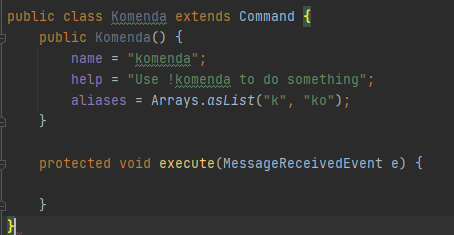 public class Komenda extends Command {
public Komenda() {
name = "komenda";
help = "Use !komenda to do something";
aliases = Arrays.asList("k", "ko");
}
protected void execute(MessageReceivedEvent e) {
}
}